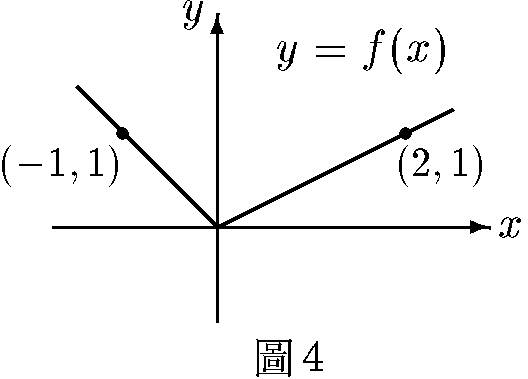 y
y = f(x)
(−1, 1)
(2, 1)
x
圖 4